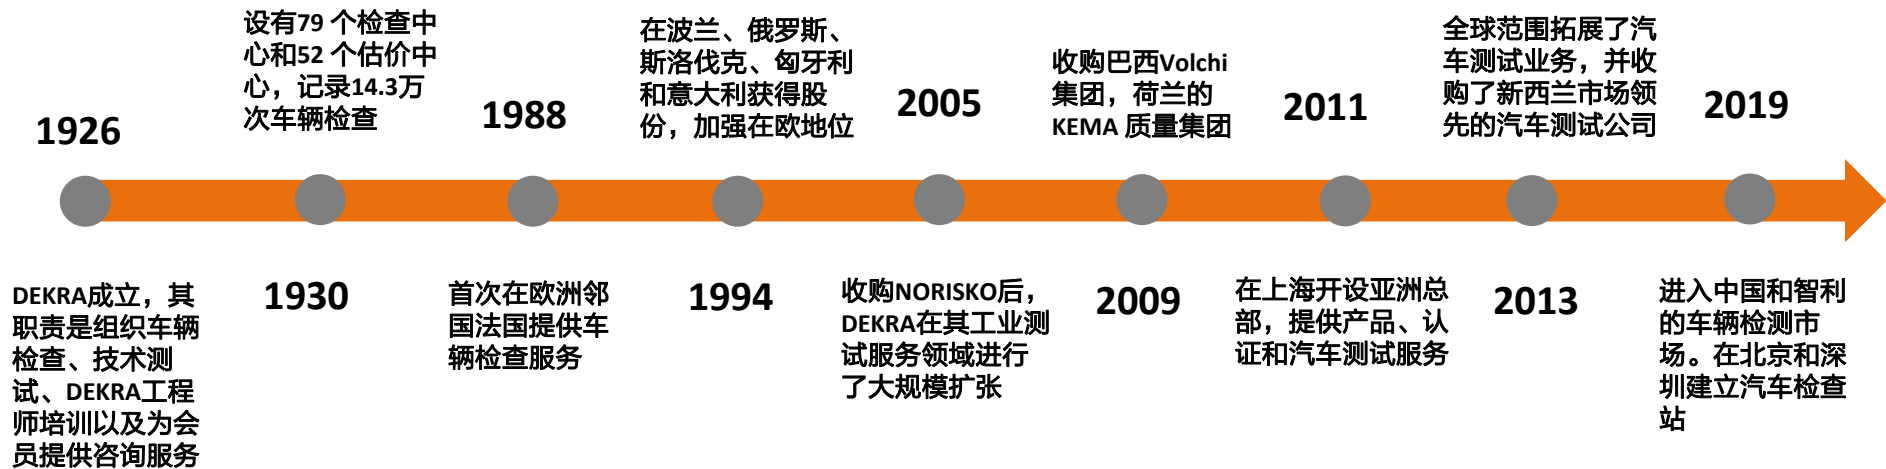 1926
DEKRA成立，其
职责是组织车辆
检查、技术测
试、DEKRA工程
师培训以及为会
员提供咨询服务
设有79 个检查中
心和52 个估价中
心，记录14.3万
次车辆检查
1930
1988
首次在欧洲邻
国法国提供车
辆检查服务
在波兰、俄罗斯、
斯洛伐克、匈牙利
和意大利获得股
份，加强在欧地位
1994
2005
收购NORISKO后，
DEKRA在其工业测
试服务领域进行
了大规模扩张
收购巴西Volchi
集团，荷兰的
KEMA 质量集团
2009
2011
在上海开设亚洲总
部，提供产品、认
证和汽车测试服务
全球范围拓展了汽
车测试业务，并收
购了新西兰市场领
先的汽车测试公司
2013
2019
进入中国和智利
的车辆检测市
场。在北京和深
圳建立汽车检查
站